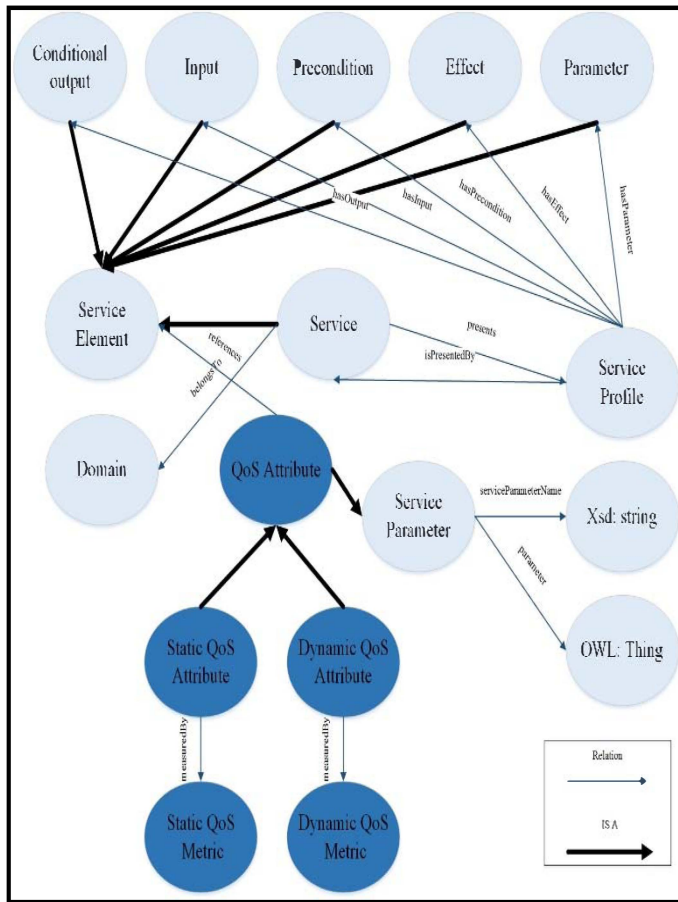 Conditional
output
Input
Precondition
Effect
Parameter
hasOutput
hasInput
hasPrecondition
hasEffect
hasParameter
Service
Element
Service
presents
isPresentedBy
Service
Profile
references
belongsTo
Domain
QoS Attribute
Service
Parameter
serviceParameterName
Xsd: string
parameter
OWL: Thing
Static QoS
Attribute
Dynamic QoS
Attribute
measuredBy
measuredBy
Static QoS
Metric
Dynamic QoS
Metric
Relation
IS A